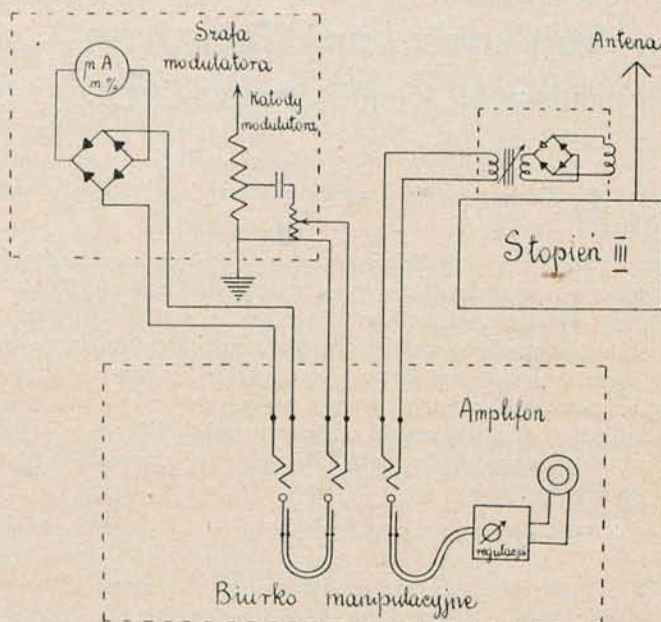 Szafa
modulatora
mA
m%
Katody
modulatora
Antena
Stopień III
Amplifon
regulacja
Biurko manipulacyjne